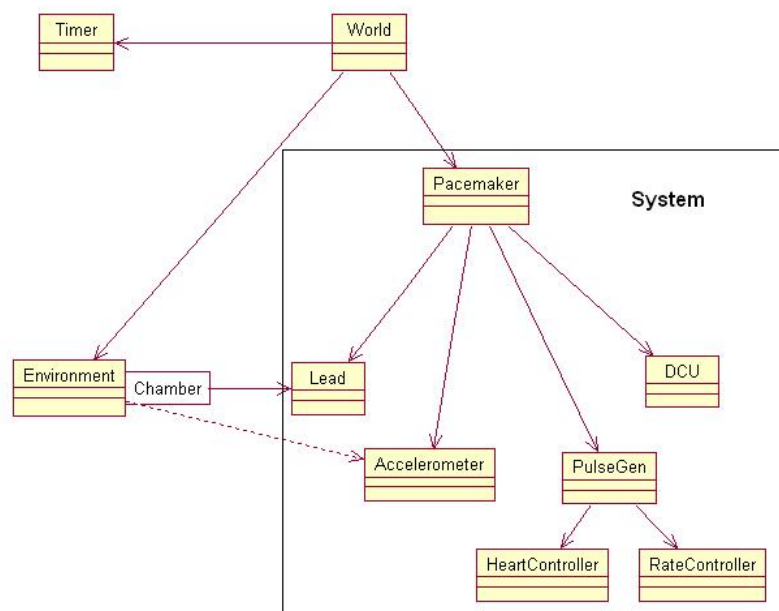 Timer
World
Pacemaker
System
Environment
Chamber
Lead
DCU
Accelerometer
PulseGen
HeartController
RateController